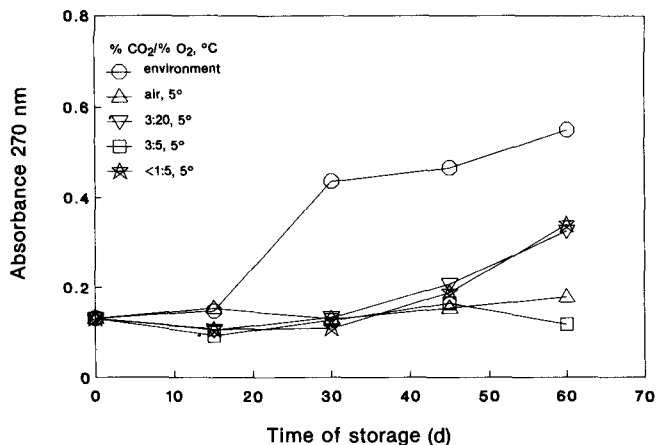 0.8
% CO2/% O2, °C
environment
air, 5°
3:20, 5°
3:5, 5°
<1:5, 5°
0.6
0.4
0.2
0
Absorbance 270 nm
0 10 20 30 40 50 60 70
Time of storage (d)